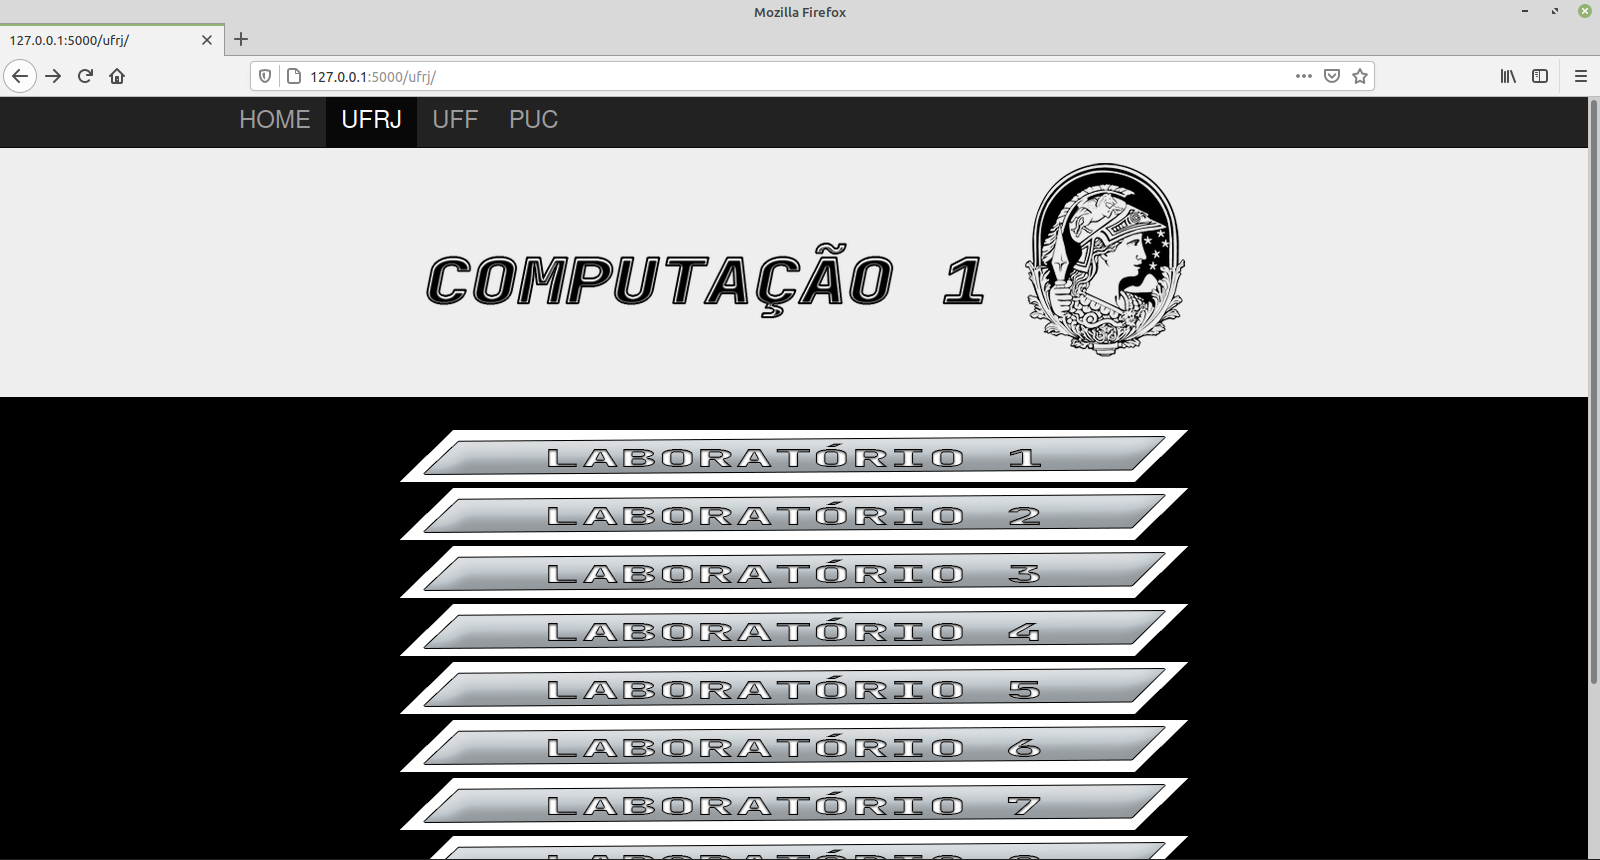 Mozilla Firefox
127.0.0.1:5000/ufrj/
127.0.0.1:5000/ufrj/
HOME UFRJ UFF PUC
COMPUTAÇÃO 1
LABORATÓRIO 1
LABORATÓRIO 2
LABORATÓRIO 3
LABORATÓRIO 4
LABORATÓRIO 5
LABORATÓRIO 6
LABORATÓRIO 7